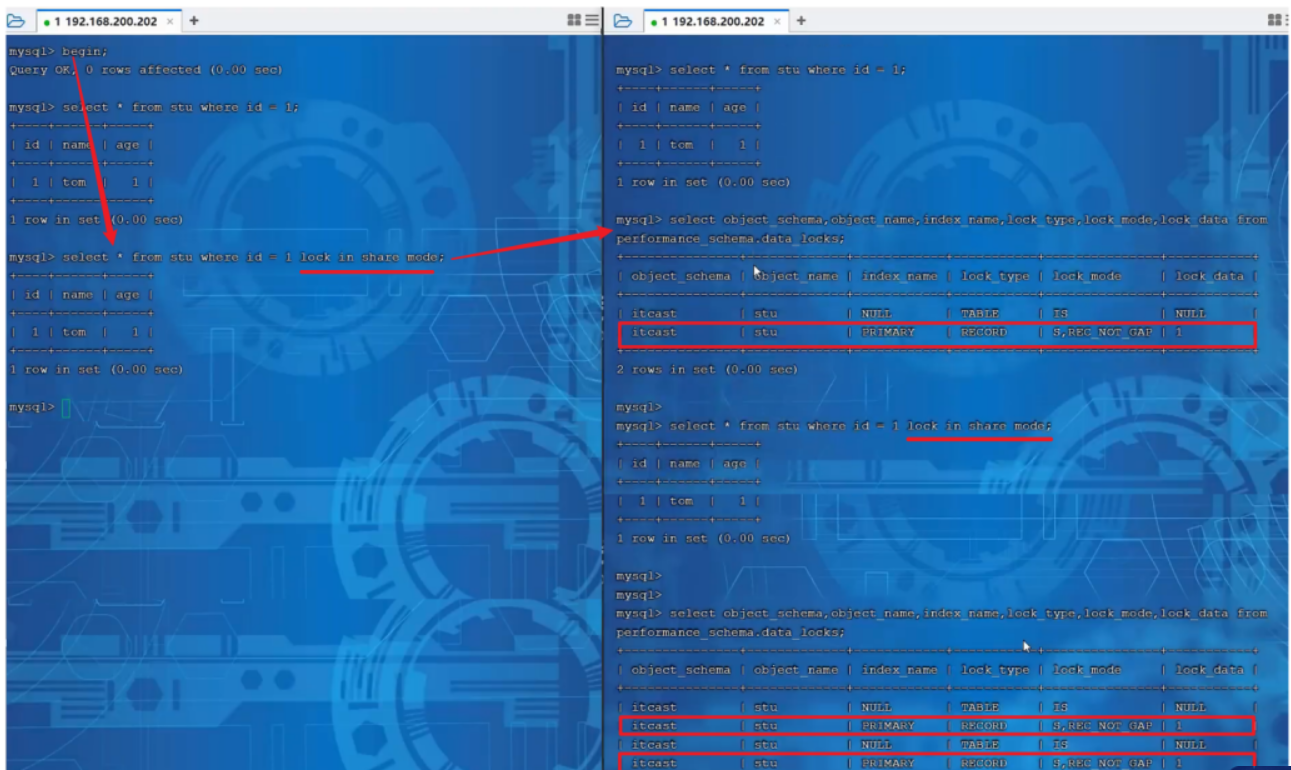 1 192.168.200.202 × +
mysql> begin;
Query OK, 0 rows affected (0.00 sec)
mysql> select * from stu where id = 1;
+----+------+-----+
| id | name | age |
+----+------+-----+
| 1 | tom | 1 |
+----+------+-----+
1 row in set (0.00 sec)
mysql> select * from stu where id = 1 lock in share mode;
+----+------+-----+
| id | name | age |
+----+------+-----+
| 1 | tom | 1 |
+----+------+-----+
1 row in set (0.00 sec)
mysql>
1 192.168.200.202 × +
mysql> select * from stu where id = 1;
+----+------+-----+
| id | name | age |
+----+------+-----+
| 1 | tom | 1 |
+----+------+-----+
1 row in set (0.00 sec)
mysql> select object_schema,object_name,index_name,lock_type,lock_mode,lock_data from
performance_schema.data_locks;
+---------------+-------------+------------+-----------+---------------+-----------+
| object_schema | object_name | index_name | lock_type | lock_mode | lock_data |
+---------------+-------------+------------+-----------+---------------+-----------+
| itcast | stu | NULL | TABLE | IS | NULL |
| itcast | stu | PRIMARY | RECORD | S,REC_NOT_GAP | 1
+---------------+-------------+------------+-----------+---------------+-----------+
2 rows in set (0.00 sec)
mysql>
mysql> select * from stu where id = 1 lock in share mode;
+----+------+-----+
| id | name | age |
+----+------+-----+
| 1 | tom | 1 |
+----+------+-----+
1 row in set (0.00 sec)
mysql>
mysql>
mysql> select object_schema,object_name,index_name,lock_type,lock_mode,lock_data from
performance_schema.data_locks;
+---------------+-------------+------------+-----------+---------------+-----------+
| object_schema | object_name | index_name | lock_type | lock_mode | lock_data |
+---------------+-------------+------------+-----------+---------------+-----------+
| itcast | stu | NULL | TABLE | IS | NULL |
| itcast | stu | PRIMARY | RECORD | S,REC_NOT_GAP | 1
| itcast | stu | NULL | TABLE | IS | NULL |
| itcast | stu | PRIMARY | RECORD | S,REC_NOT_GAP | 1